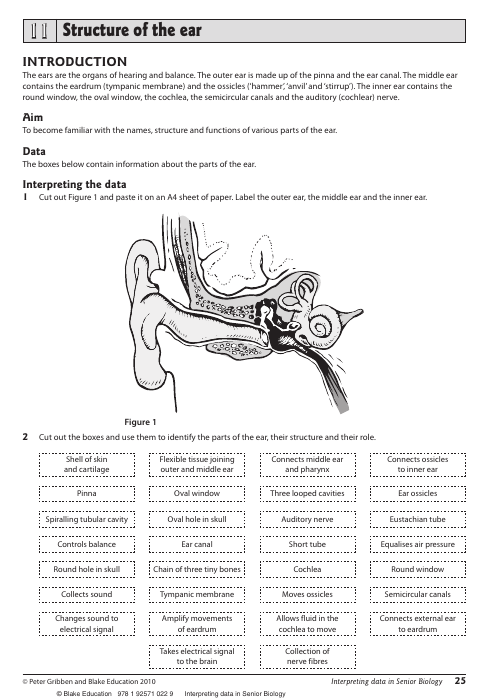 11 Structure of the ear
INTRODUCTION
The ears are the organs of hearing and balance. The outer ear is made up of the pinna and the ear canal. The middle ear
contains the eardrum (tympanic membrane) and the ossicles ('hammer', 'anvil' and 'stirrup'). The inner ear contains the
round window, the oval window, the cochlea, the semicircular canals and the auditory (cochlear) nerve.
Aim
To become familiar with the names, structure and functions of various parts of the ear.
Data
The boxes below contain information about the parts of the ear.
Interpreting the data
1 Cut out Figure 1 and paste it on an A4 sheet of paper. Label the outer ear, the middle ear and the inner ear.
Figure 1
2 Cut out the boxes and use them to identify the parts of the ear, their structure and their role.
Shell of skin
and cartilage
Flexible tissue joining
outer and middle ear
Connects middle ear
and pharynx
Connects ossicles
to inner ear
Pinna
Oval window
Three looped cavities
Ear ossicles
Spiralling tubular cavity
Oval hole in skull
Auditory nerve
Eustachian tube
Controls balance
Ear canal
Short tube
Equalises air pressure
Round hole in skull
Chain of three tiny bones
Cochlea
Round window
Collects sound
Tympanic membrane
Moves ossicles
Semicircular canals
Changes sound to
electrical signal
Amplify movements
of eardrum
Allows fluid in the
cochlea to move
Connects external ear
to eardrum
Takes electrical signal
to the brain
Collection of
nerve fibres
© Peter Gribben and Blake Education 2010
Interpreting data in Senior Biology 25
© Blake Education 978 1 92571 022 9 Interpreting data in Senior Biology